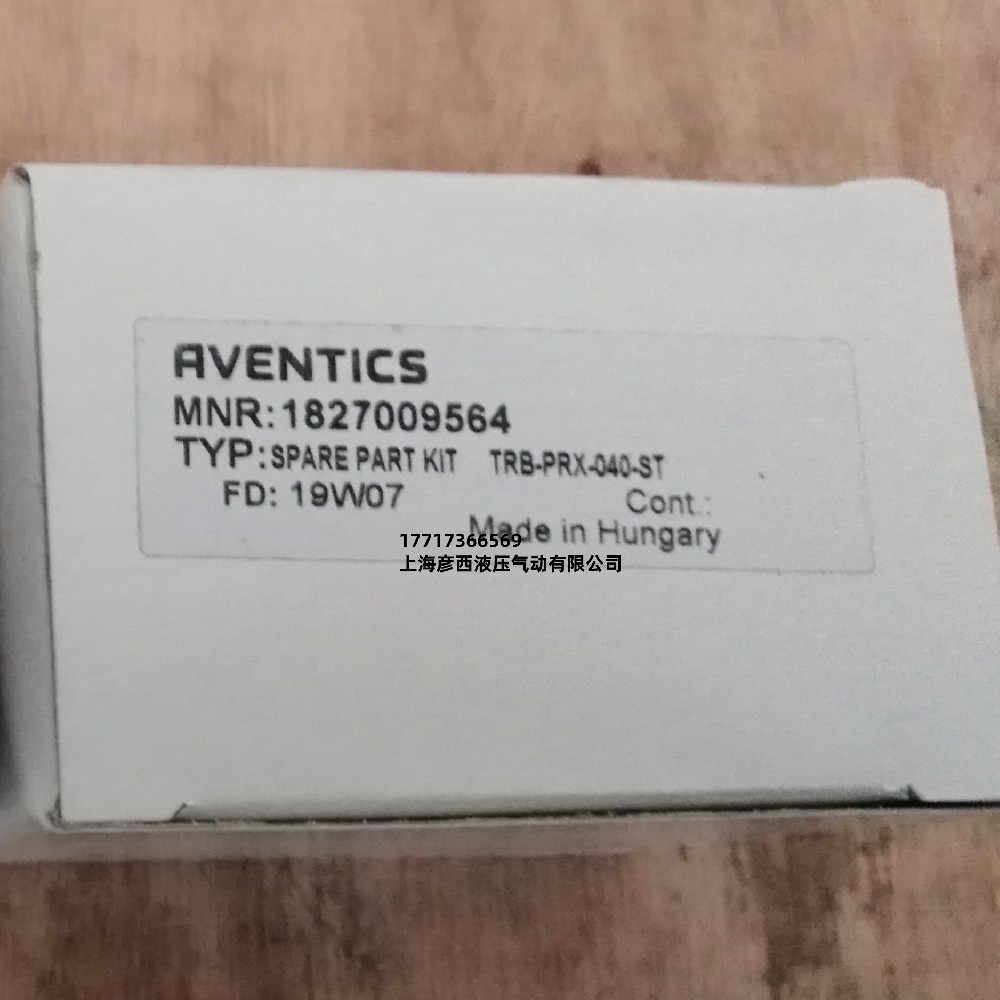 AVENTICS
MNR:1827009564
TYP:SPARE PART KIT TRB-PRX-040-ST
FD: 19W07 Cont.:
Made in Hungary
17717366569
上海彦西液压气动有限公司